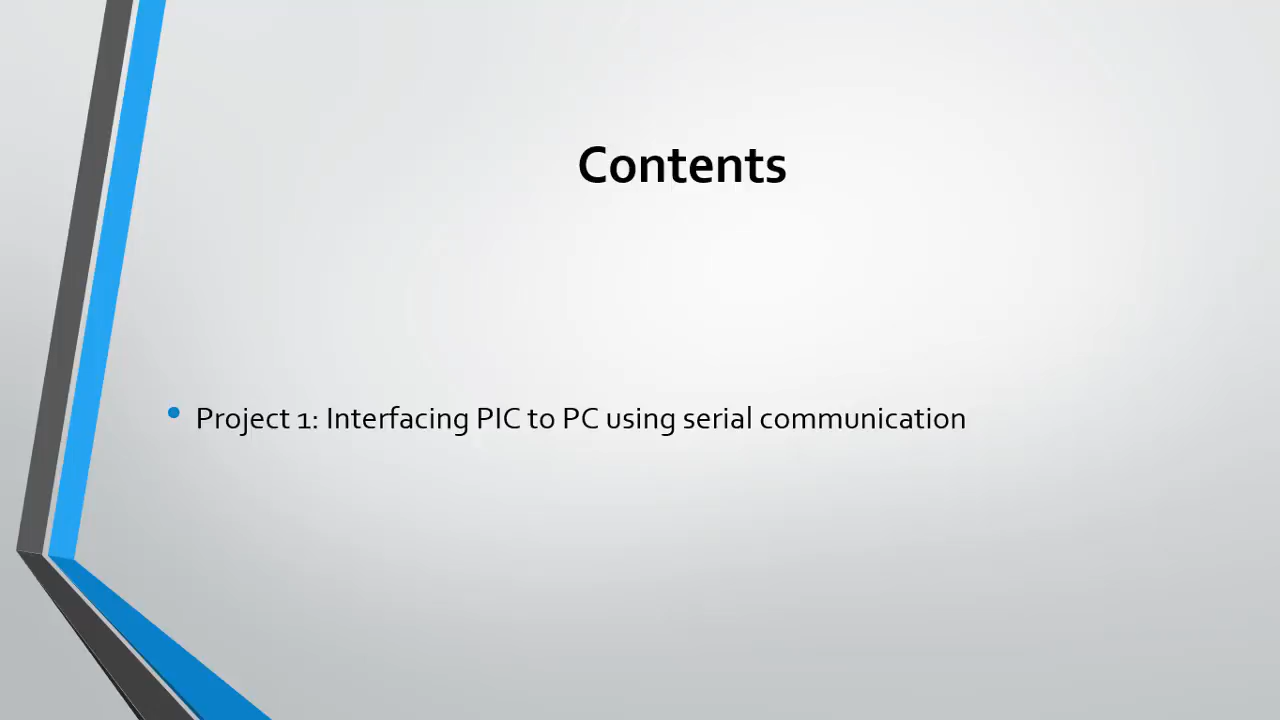 Contents
• Project 1: Interfacing PIC to PC using serial communication